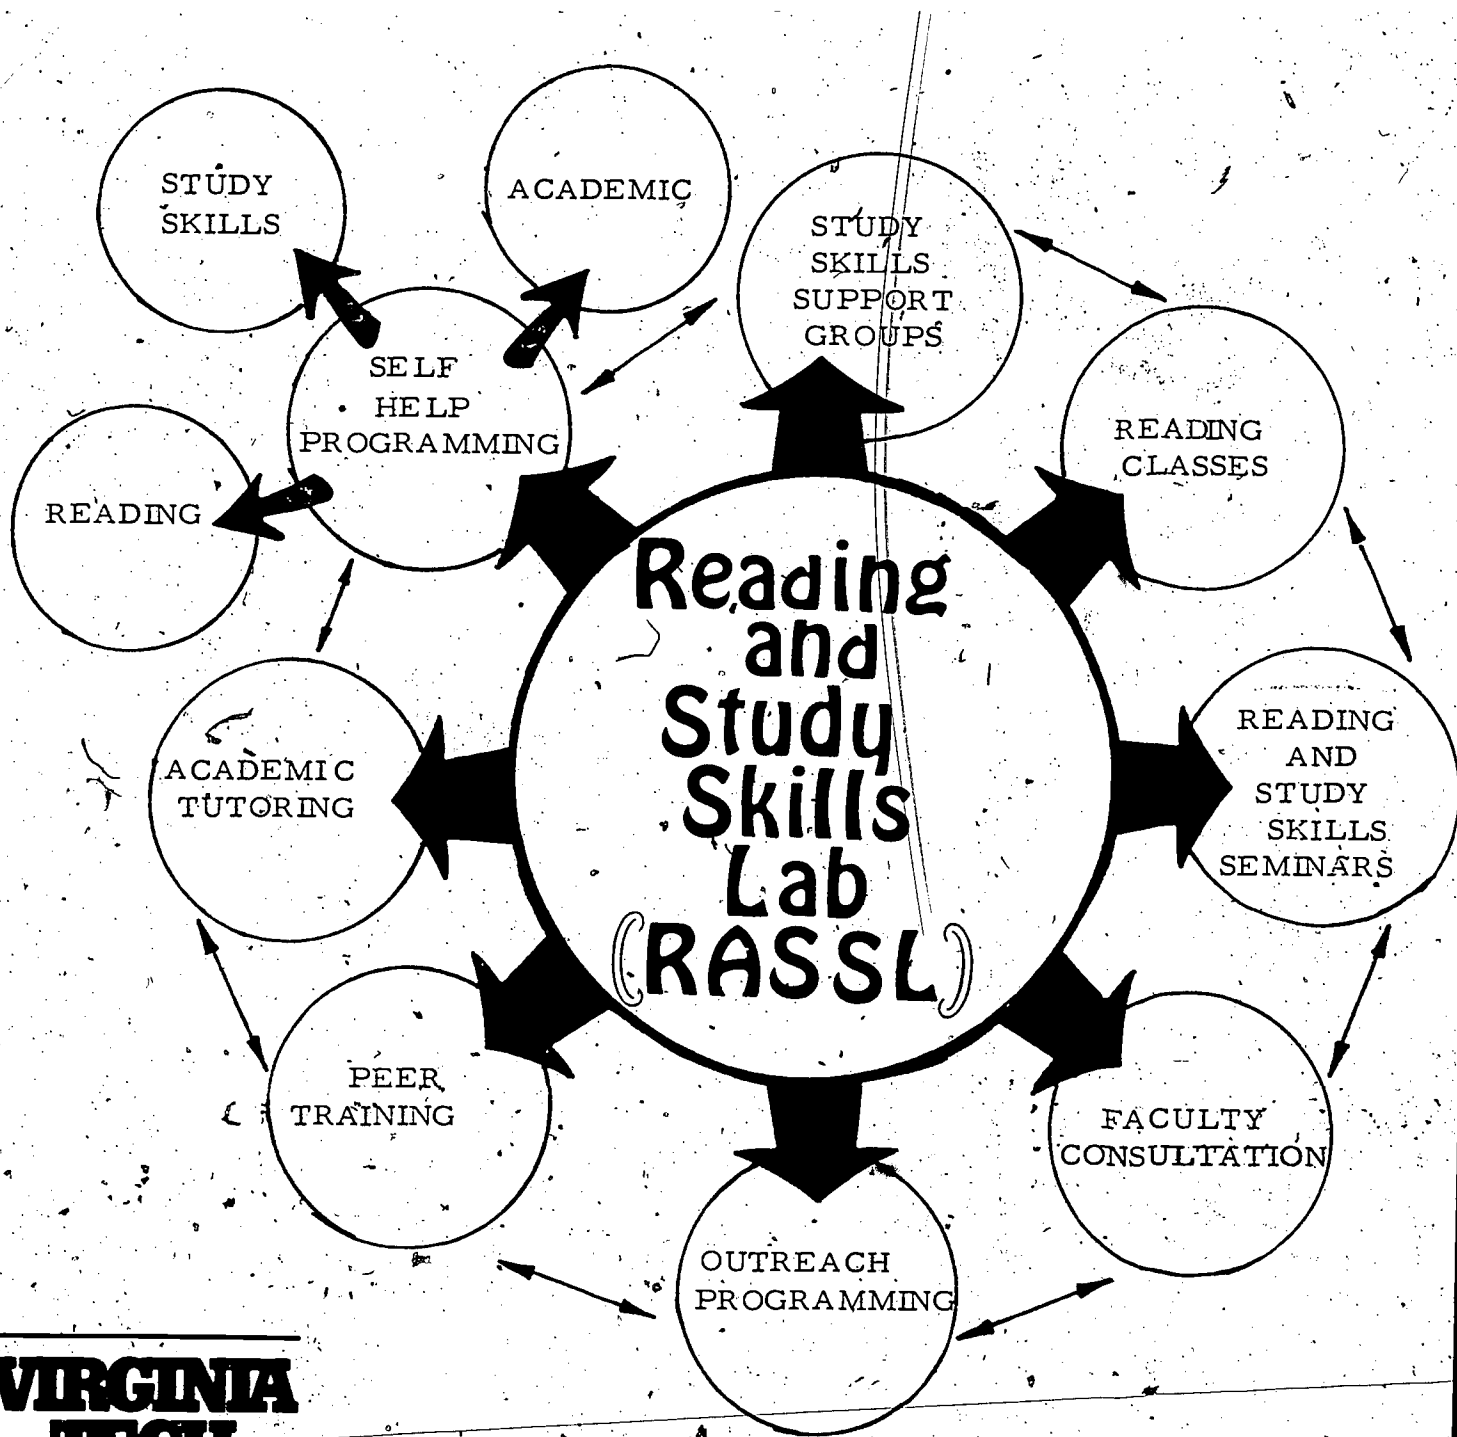 STUDY
SKILLS
ACADEMIC
STUDY
SKILLS
SUPPORT
GROUPS
SELF
HELP
PROGRAMMING
READING
CLASSES
READING
Reading
and
Study
Skills
Lab
(RASSL)
READING
AND
STUDY
SKILLS
SEMINARS
ACADEMIC
TUTORING
PEER
TRAINING
FACULTY
CONSULTATION
OUTREACH
PROGRAMMING
VIRGINIA
TECH